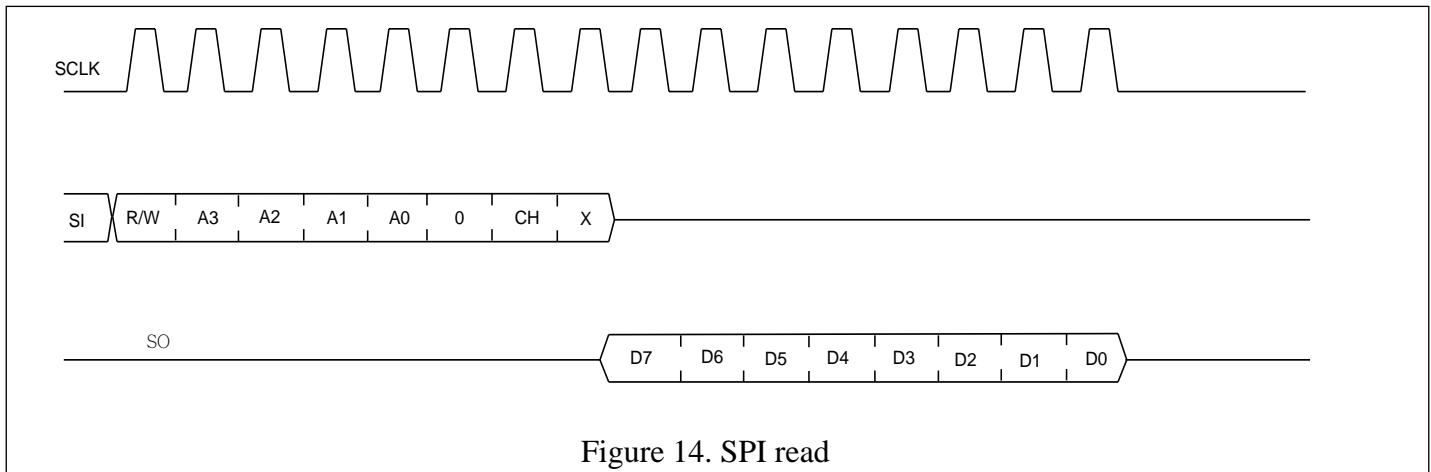 SCLK
SI R/W A3 A2 A1 A0 0 CH X
SO
D7 D6 D5 D4 D3 D2 D1 D0
Figure 14. SPI read